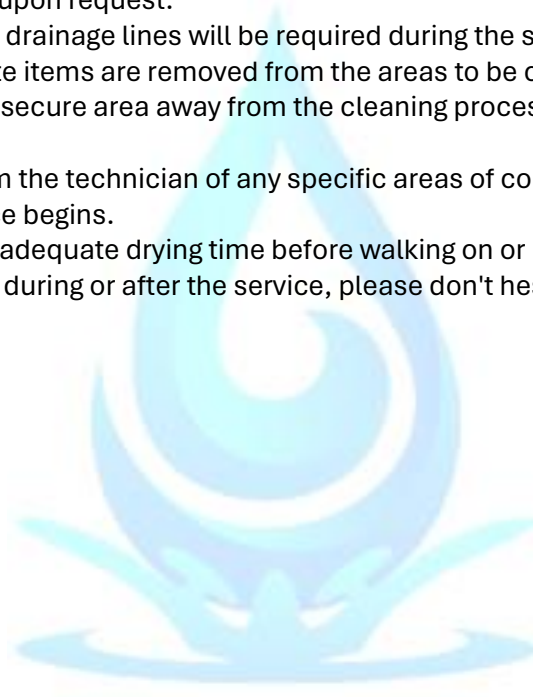 upon request.
drainage lines will be required during the s
te items are removed from the areas to be c
secure area away from the cleaning proces
m the technician of any specific areas of co
e begins.
adequate drying time before walking on or
during or after the service, please don't hes